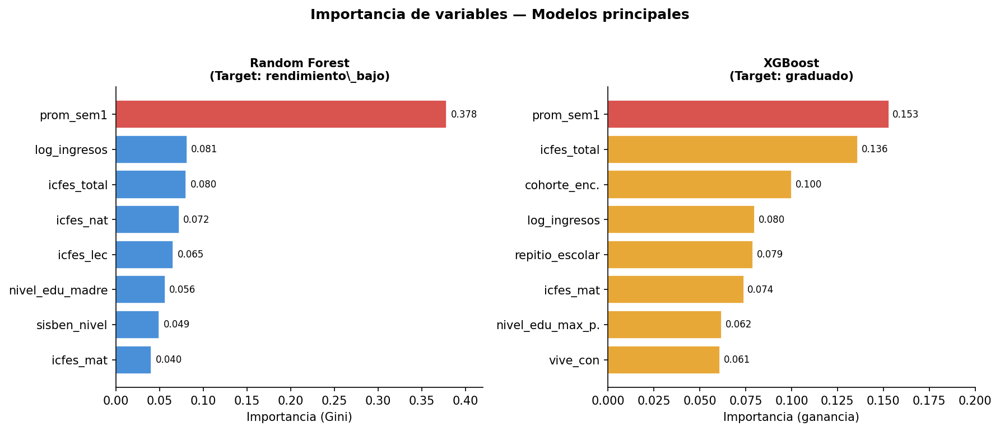 Importancia de variables — Modelos principales
Random Forest
(Target: rendimiento\_bajo)
prom_sem1
0.378
log_ingresos
0.081
icfes_total
0.080
icfes_nat
0.072
icfes_lec
0.065
nivel_edu_madre
0.056
sisben_nivel
0.049
icfes_mat
0.040
0.00 0.05 0.10 0.15 0.20 0.25 0.30 0.35 0.40
Importancia (Gini)
XGBoost
(Target: graduado)
prom_sem1
0.153
icfes_total
0.136
cohorte_enc.
0.100
log_ingresos
0.080
repitio_escolar
0.079
icfes_mat
0.074
nivel_edu_max_p.
0.062
vive_con
0.061
0.000 0.025 0.050 0.075 0.100 0.125 0.150 0.175 0.200
Importancia (ganancia)